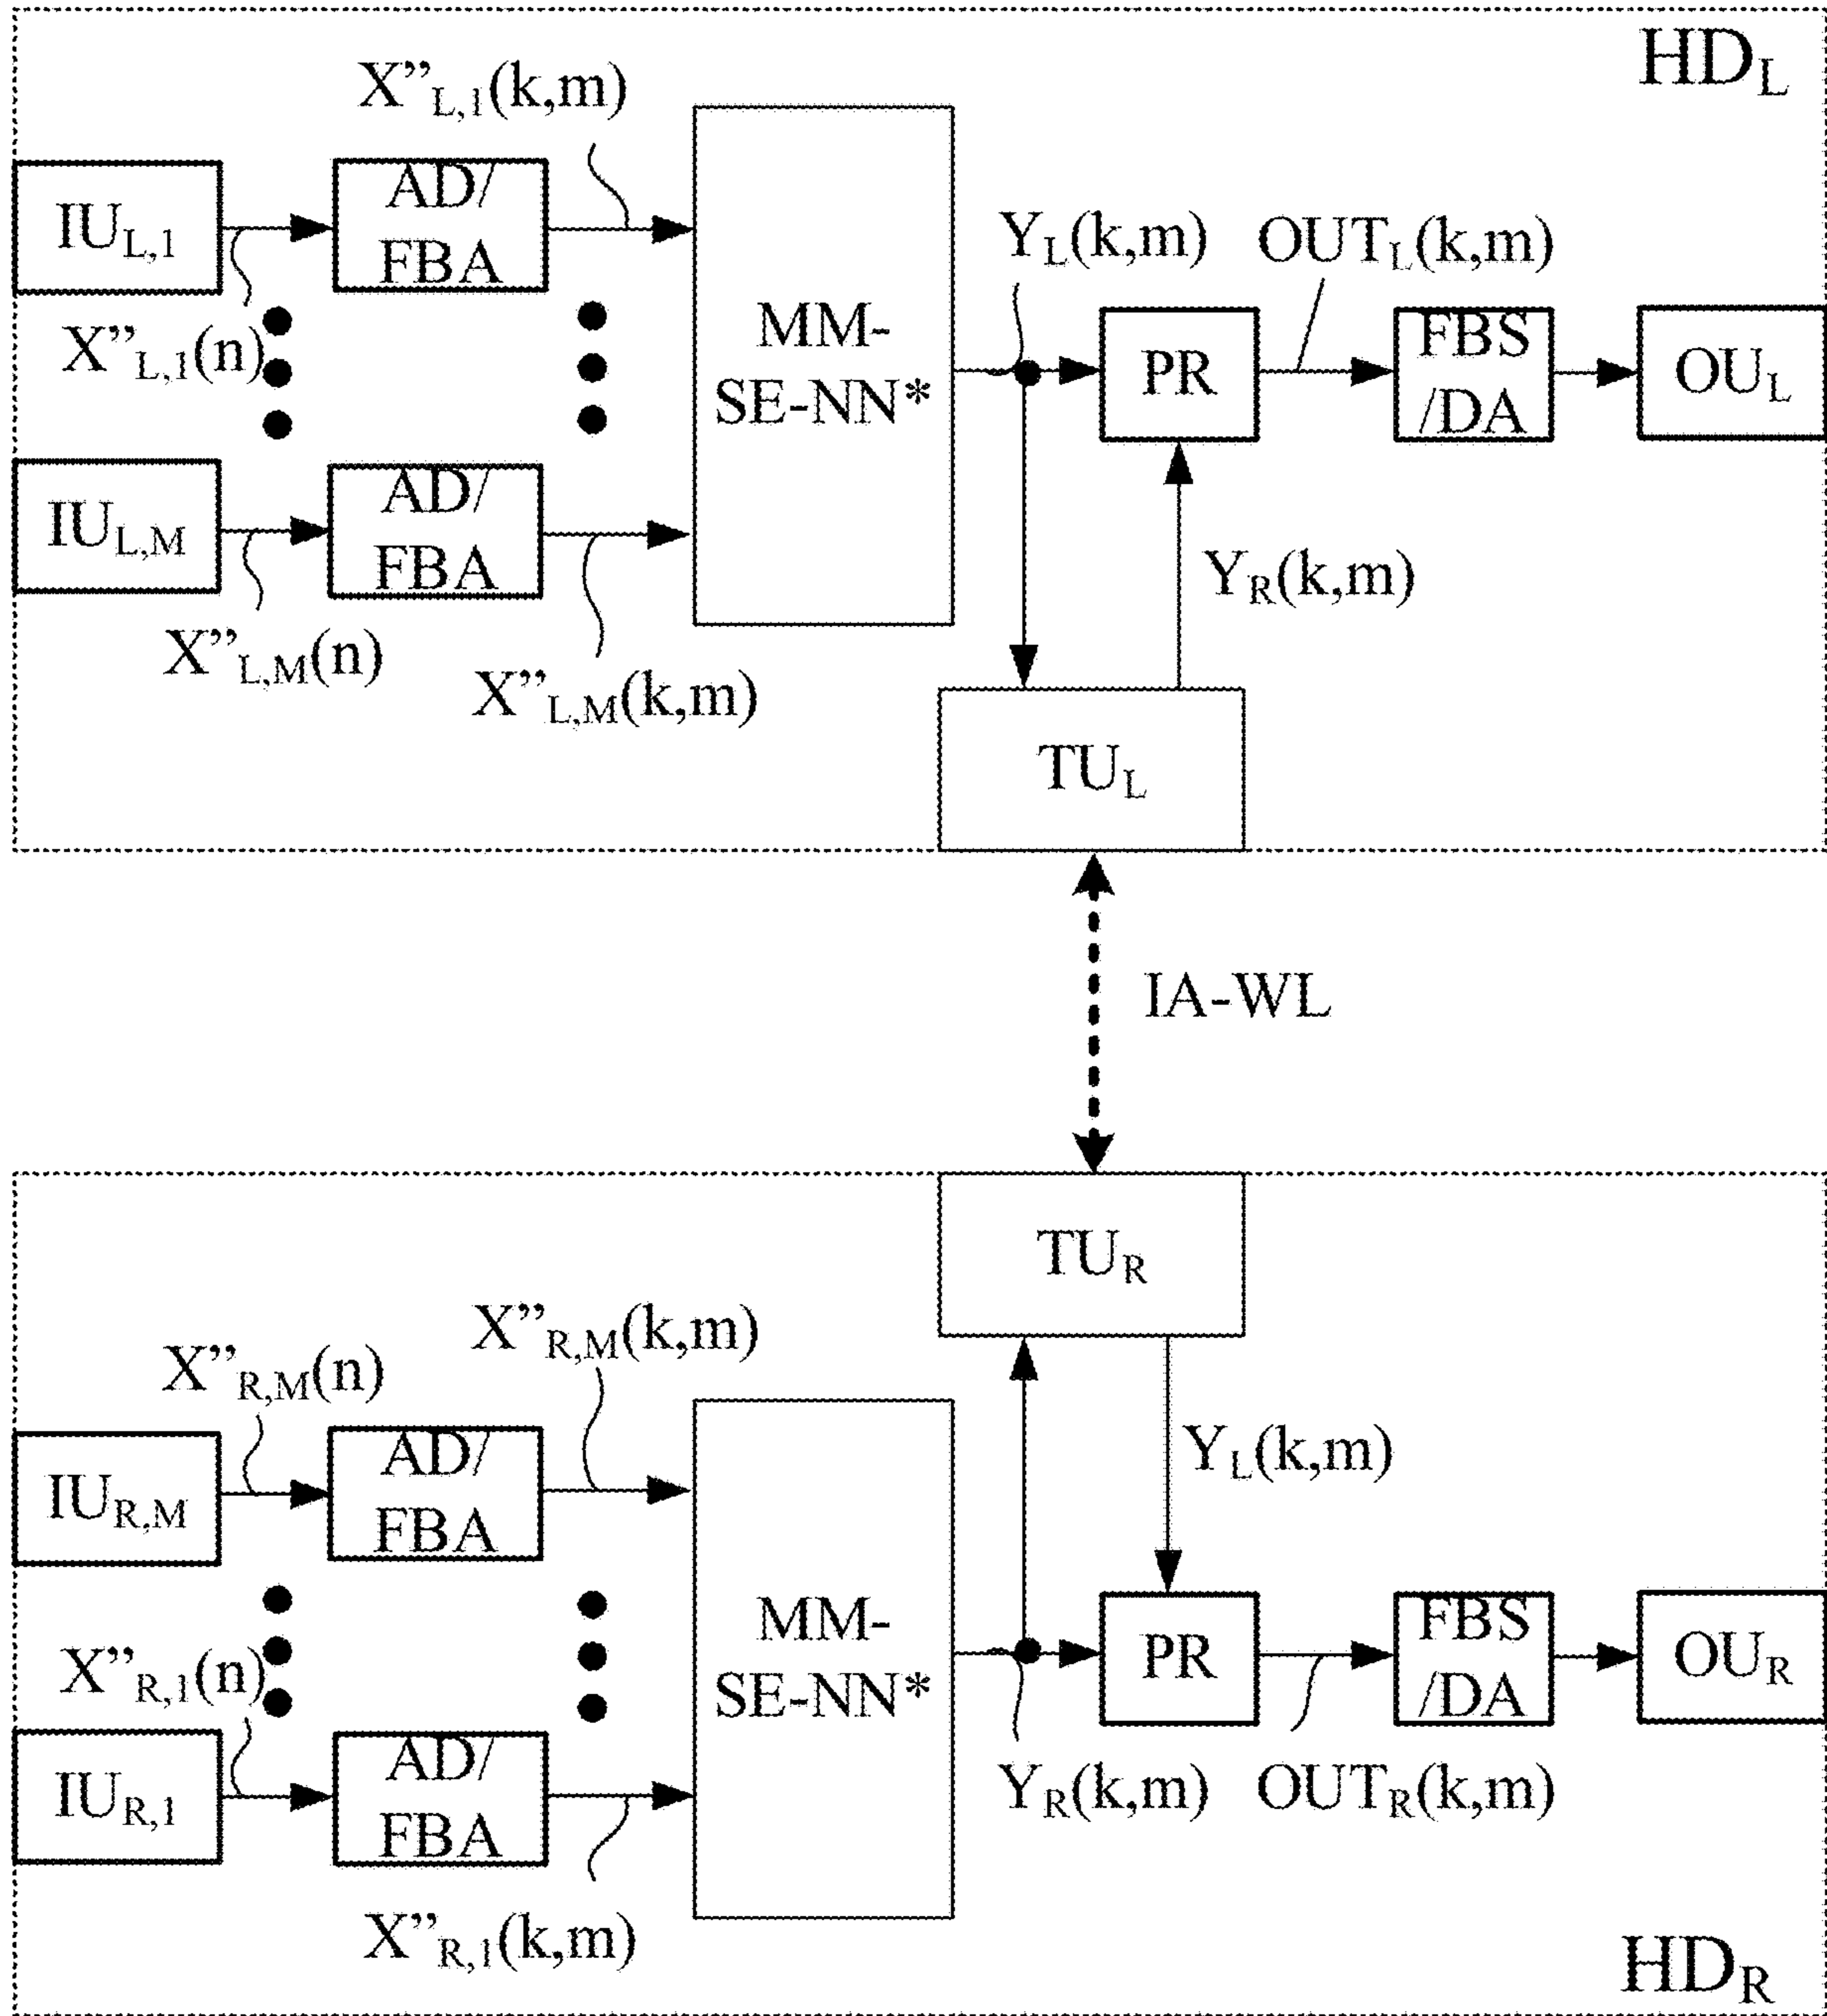 HD_L
X”_L,1(k,m)
IU_L,1
AD/
FBA
X”_L,1(n)
MM-
SE-NN*
Y_L(k,m)
OUT_L(k,m)
PR
FBS
/DA
OU_L
IU_L,M
AD/
FBA
X”_L,M(n)
X”_L,M(k,m)
Y_R(k,m)
TU_L
IA-WL
TU_R
X”_R,M(k,m)
X”_R,M(n)
IU_R,M
AD/
FBA
Y_L(k,m)
MM-
SE-NN*
PR
FBS
/DA
OU_R
X”_R,1(n)
IU_R,1
AD/
FBA
Y_R(k,m)
OUT_R(k,m)
X”_R,1(k,m)
HD_R